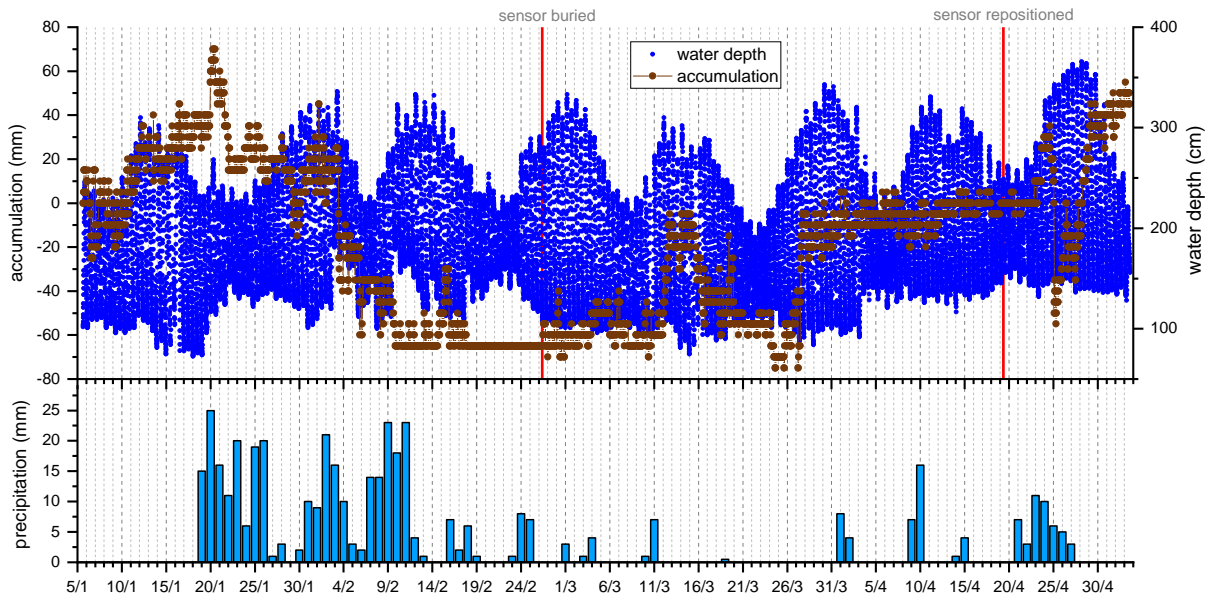 sensor buried sensor repositioned
80 400
60
40 300
20
0
-20 200
-40
-60 100
-80
accumulation (mm)
water depth (cm)
water depth
accumulation
25
20
15
10
5
0
precipitation (mm)
5/1 10/1 15/1 20/1 25/1 30/1 4/2 9/2 14/2 19/2 24/2 1/3 6/3 11/3 16/3 21/3 26/3 31/3 5/4 10/4 15/4 20/4 25/4 30/4